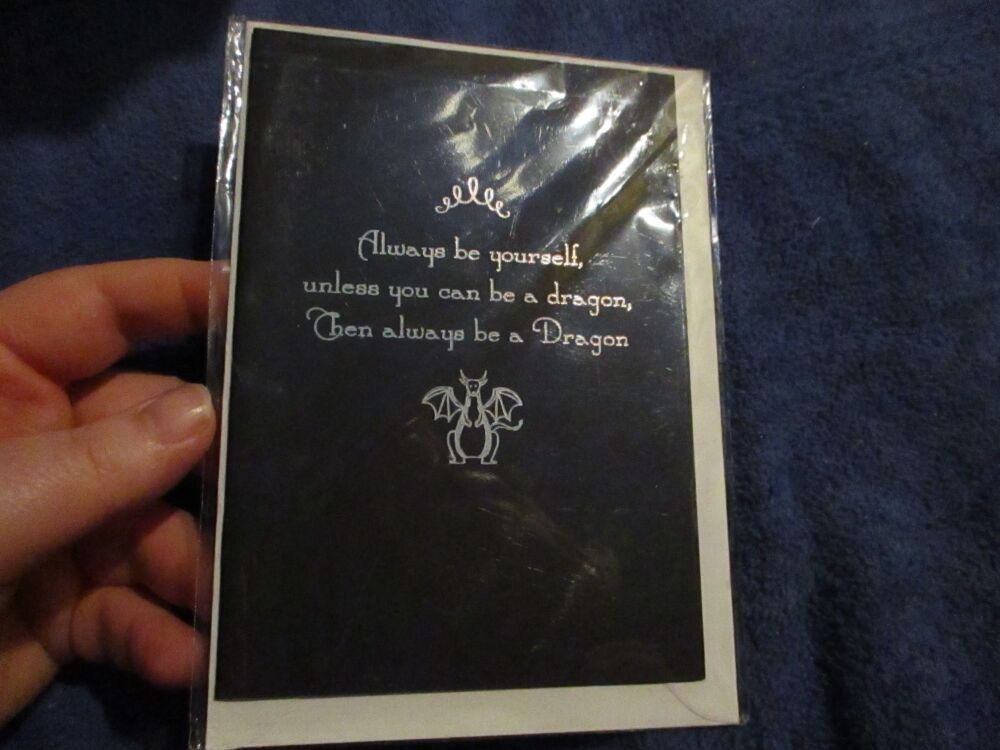 Always be yourself,
unless you can be a dragon,
Then always be a Dragon